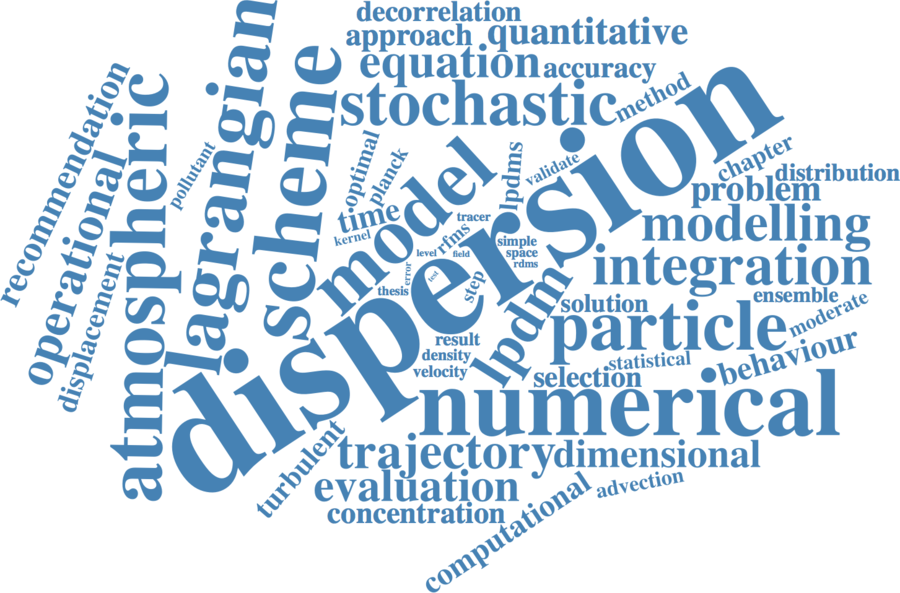 decorrelation
approach
quantitative
equation
accuracy
stochastic
method
recommendation
operational
displacement
atmospheric
pollutant
lagrangian
scheme
optimal
planck
time
kernel
model
dispersion
lpdms
validate
tracer
rfms
level
field
simple
space
rdms
error
test
thesis
step
chapter
distribution
problem
modelling
integration
ensemble
solution
moderate
particle
lpdm
result
density
velocity
statistical
behaviour
selection
numerical
turbulent
trajectory
dimensional
evaluation
advection
concentration
computational